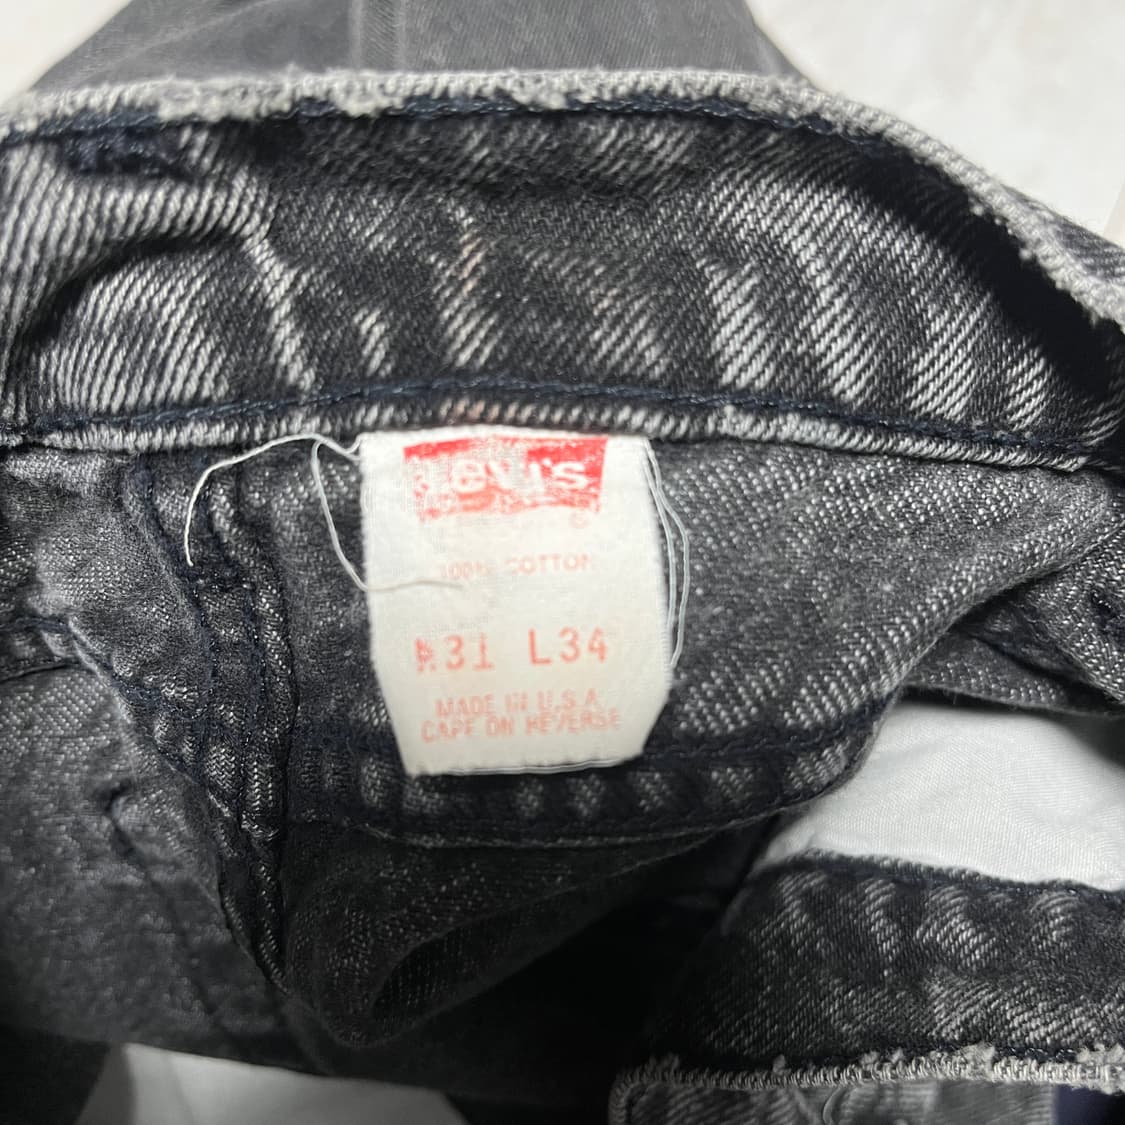 Levi's
100% COTTON
W31 L34
MADE IN U.S.A.
CARE ON REVERSE